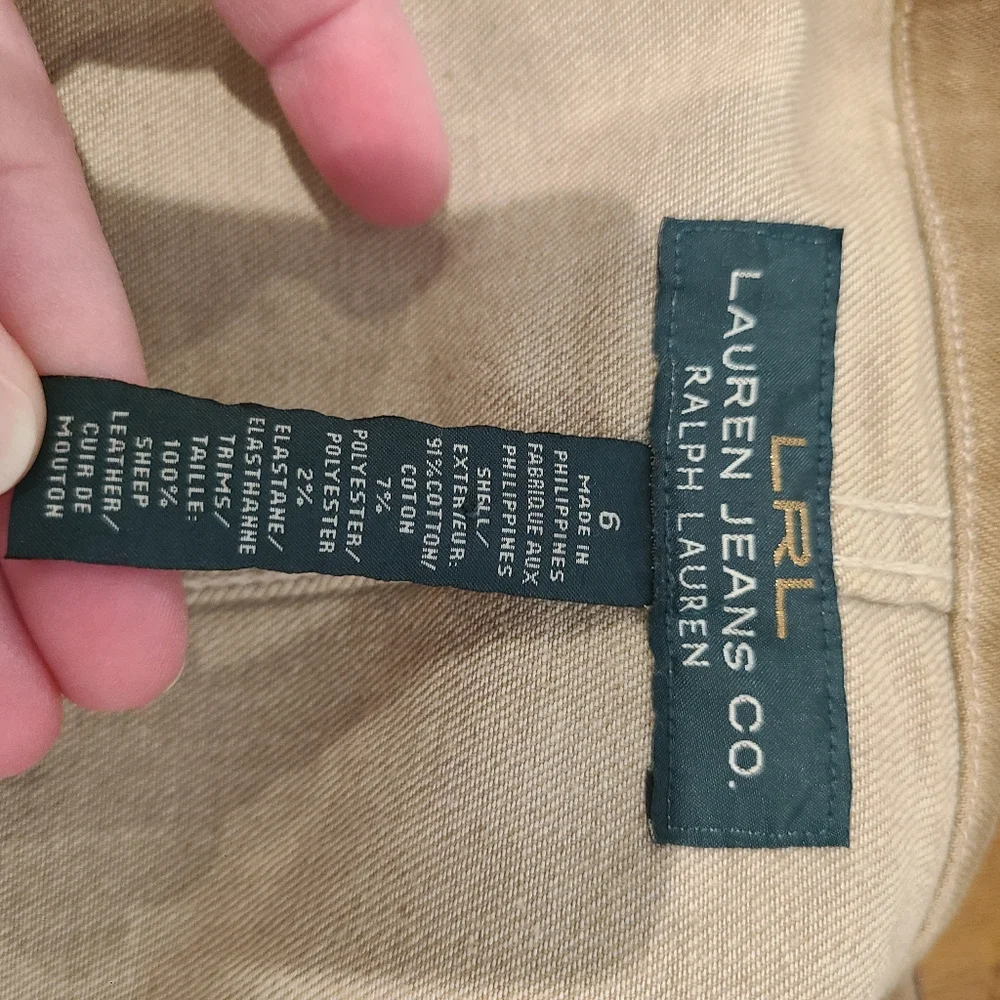 LRL
LAUREN JEANS CO.
RALPH LAUREN
6
MADE IN
PHILIPPINES
FABRIQUE AUX
PHILIPPINES
SHELL/
EXTERIEUR:
91%COTTON/
COTON
7%
POLYESTER/
POLYESTER
2%
ELASTANE/
ELASTHANNE
TRIMS/
TAILLE:
100%
SHEEP
LEATHER/
CUIR DE
MOUTON